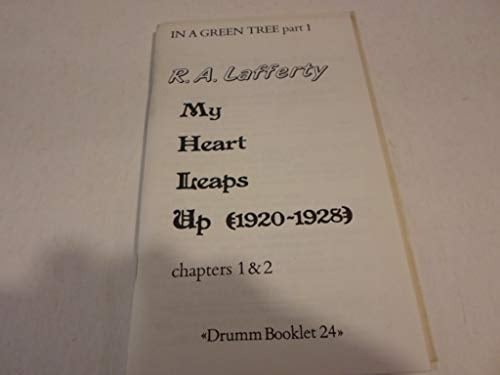 IN A GREEN TREE part 1
R. A. Lafferty
My
Heart
Leaps
Up (1920-1928)
chapters 1 & 2
«Drumm Booklet 24»